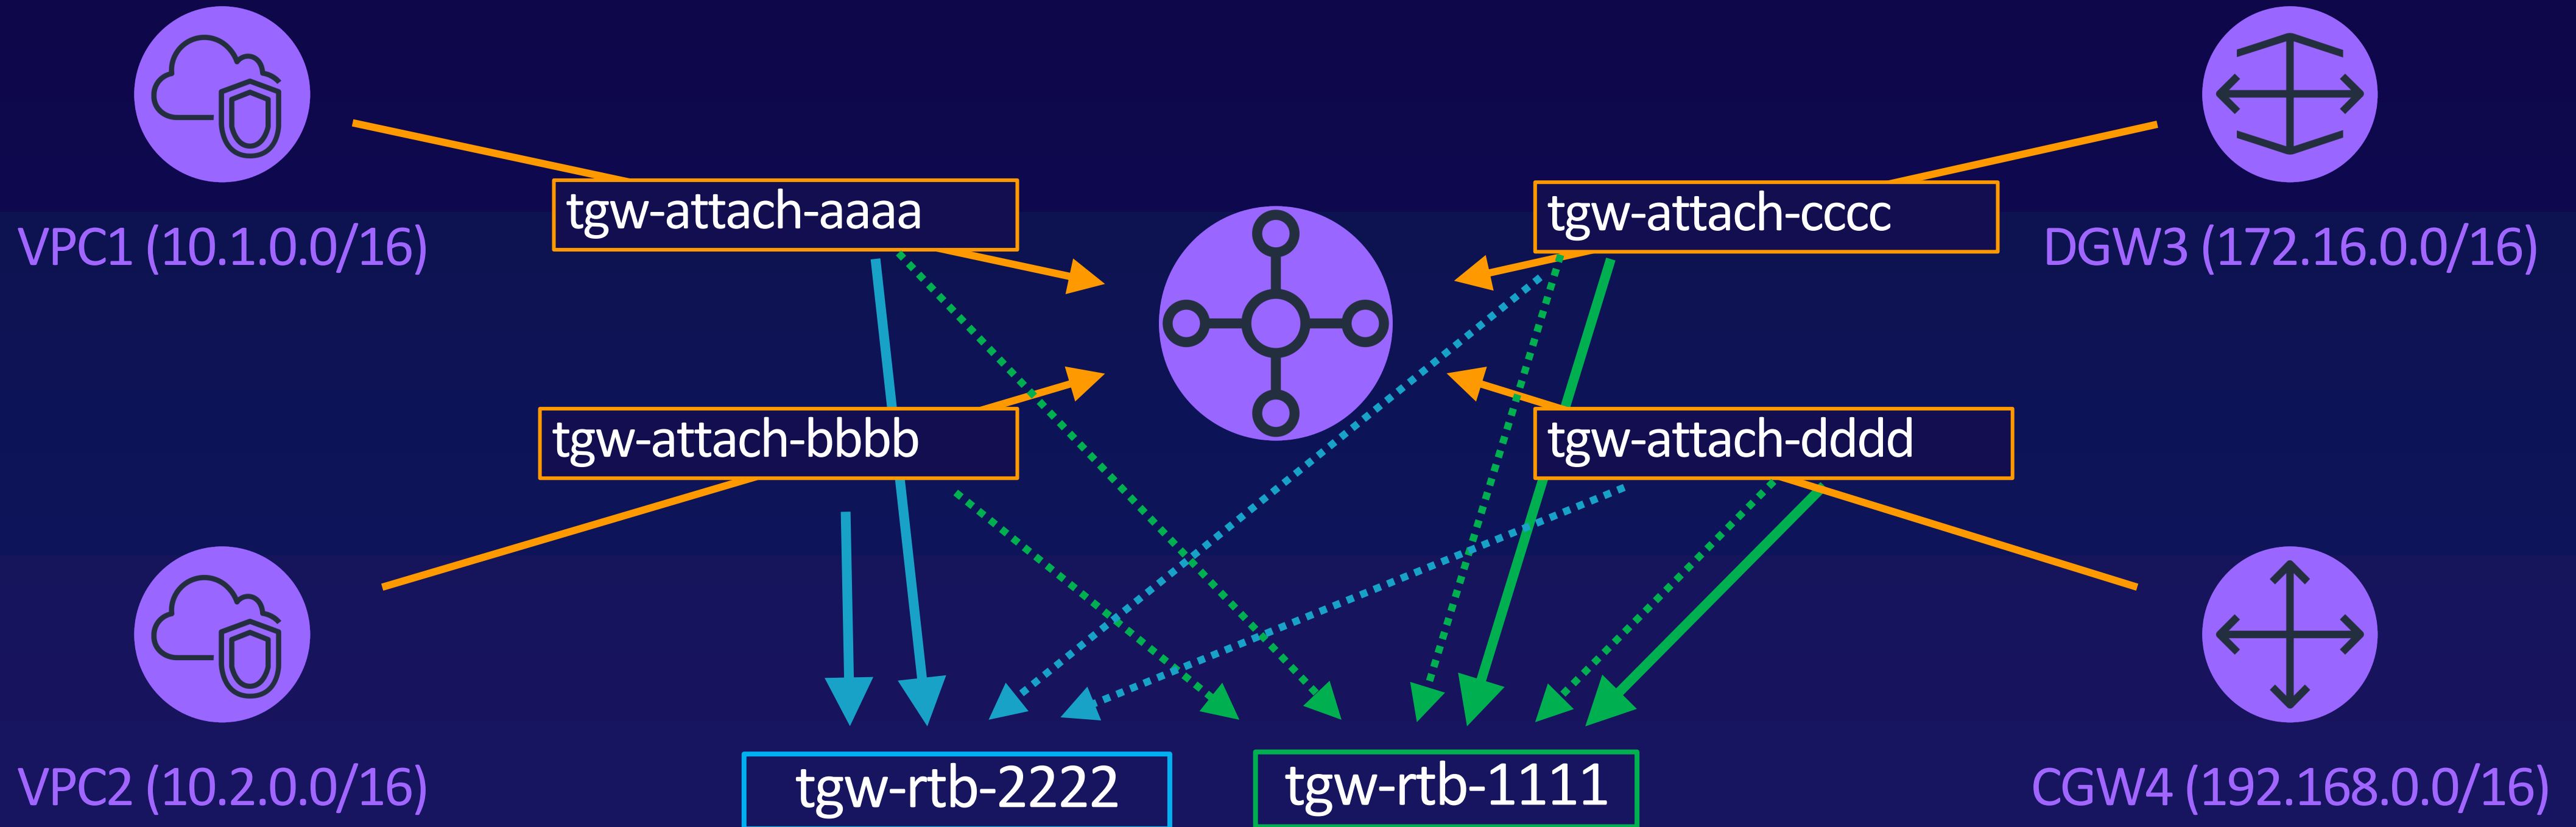 tgw-attach-aaaa
tgw-attach-cccc
VPC1 (10.1.0.0/16)
DGW3 (172.16.0.0/16)
tgw-attach-bbbb
tgw-attach-dddd
VPC2 (10.2.0.0/16)
tgw-rtb-2222
tgw-rtb-1111
CGW4 (192.168.0.0/16)